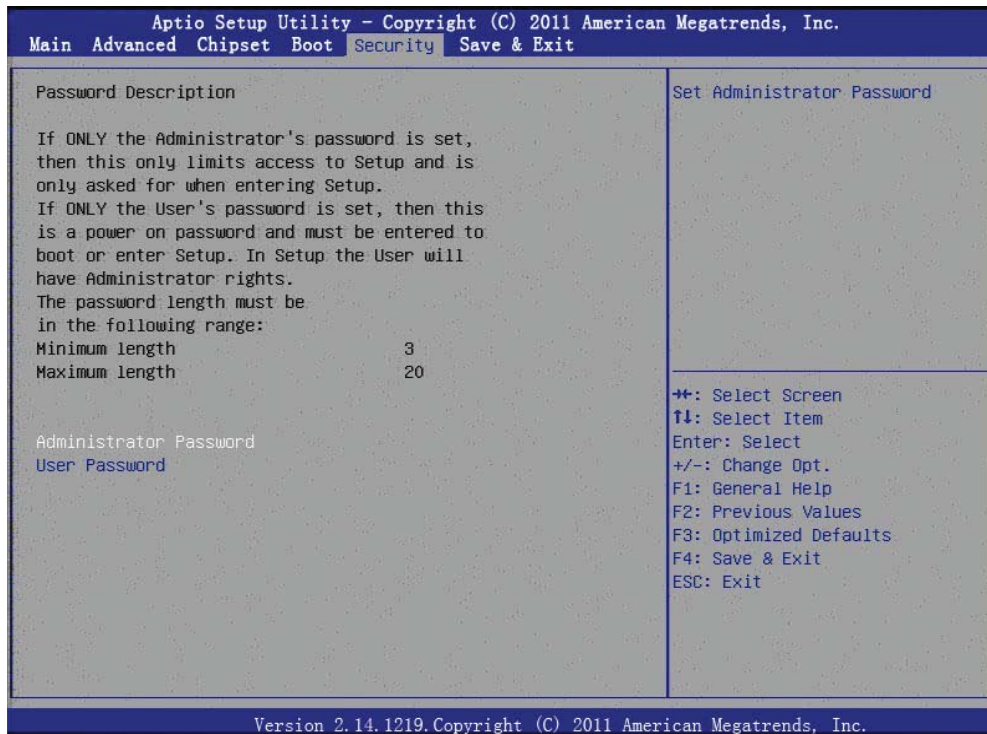 Aptio Setup Utility - Copyright (C) 2011 American Megatrends, Inc.
Main Advanced Chipset Boot Security Save & Exit
Password Description
If ONLY the Administrator's password is set,
then this only limits access to Setup and is
only asked for when entering Setup.
If ONLY the User's password is set, then this
is a power on password and must be entered to
boot or enter Setup. In Setup the User will
have Administrator rights.
The password length must be
in the following range:
Minimum length 3
Maximum length 20
Administrator Password
User Password
Set Administrator Password
→←: Select Screen
↑↓: Select Item
Enter: Select
+/-: Change Opt.
F1: General Help
F2: Previous Values
F3: Optimized Defaults
F4: Save & Exit
ESC: Exit
Version 2.14.1219. Copyright (C) 2011 American Megatrends, Inc.